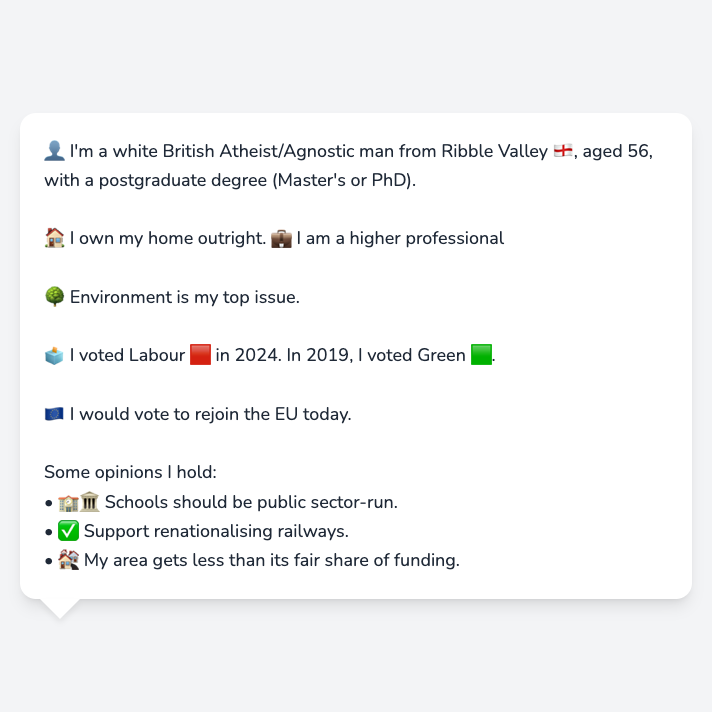 👤 I'm a white British Atheist/Agnostic man from Ribble Valley 🏴󠁧󠁢󠁥󠁮󠁧󠁿, aged 56,
with a postgraduate degree (Master's or PhD).
🏠 I own my home outright. 💼 I am a higher professional
🌳 Environment is my top issue.
🗳️ I voted Labour 🟥 in 2024. In 2019, I voted Green 🟩.
🇪🇺 I would vote to rejoin the EU today.
Some opinions I hold:
• 🏫🏛️ Schools should be public sector-run.
• ✅ Support renationalising railways.
• 🏚️ My area gets less than its fair share of funding.